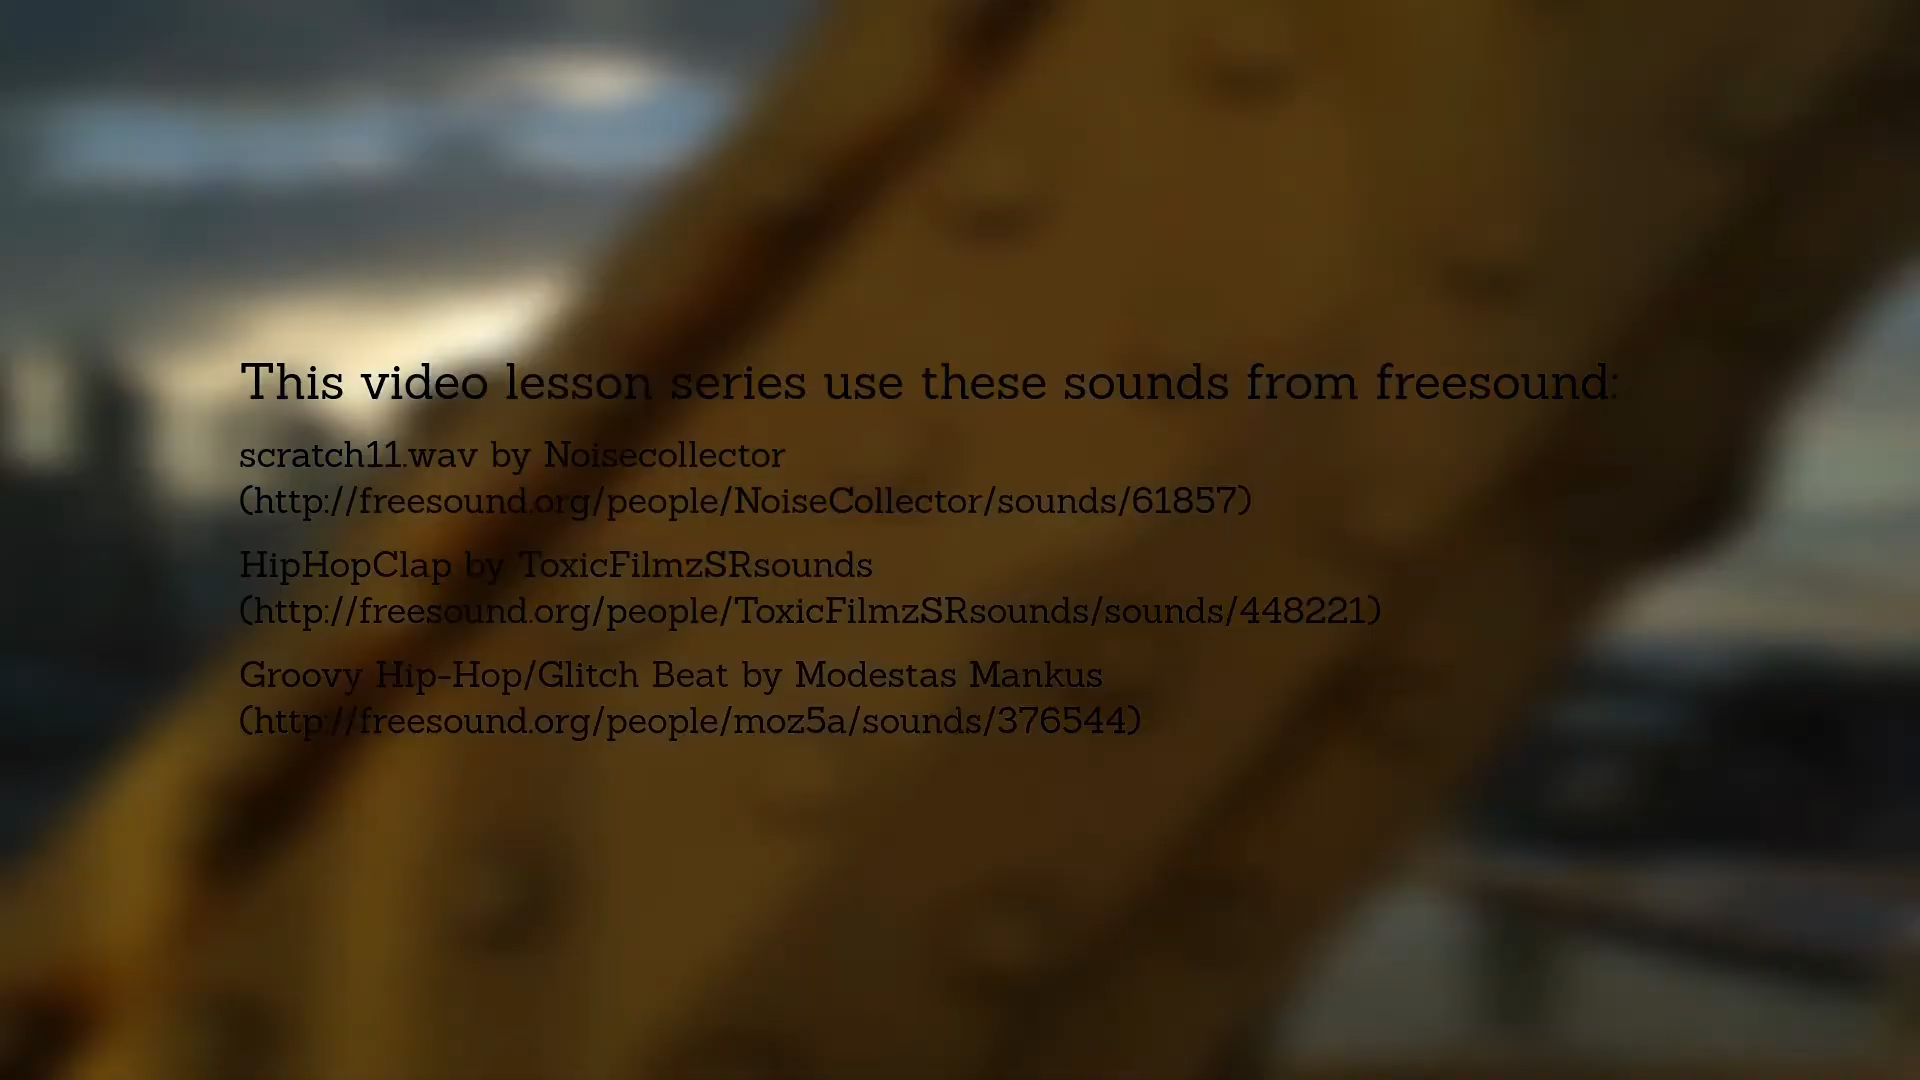 This video lesson series use these sounds from freesound:
scratch11.wav by Noisecollector
(http://freesound.org/people/NoiseCollector/sounds/61857)
HipHopClap by ToxicFilmzSRsounds
(http://freesound.org/people/ToxicFilmzSRsounds/sounds/448221)
Groovy Hip-Hop/Glitch Beat by Modestas Mankus
(http://freesound.org/people/moz5a/sounds/376544)